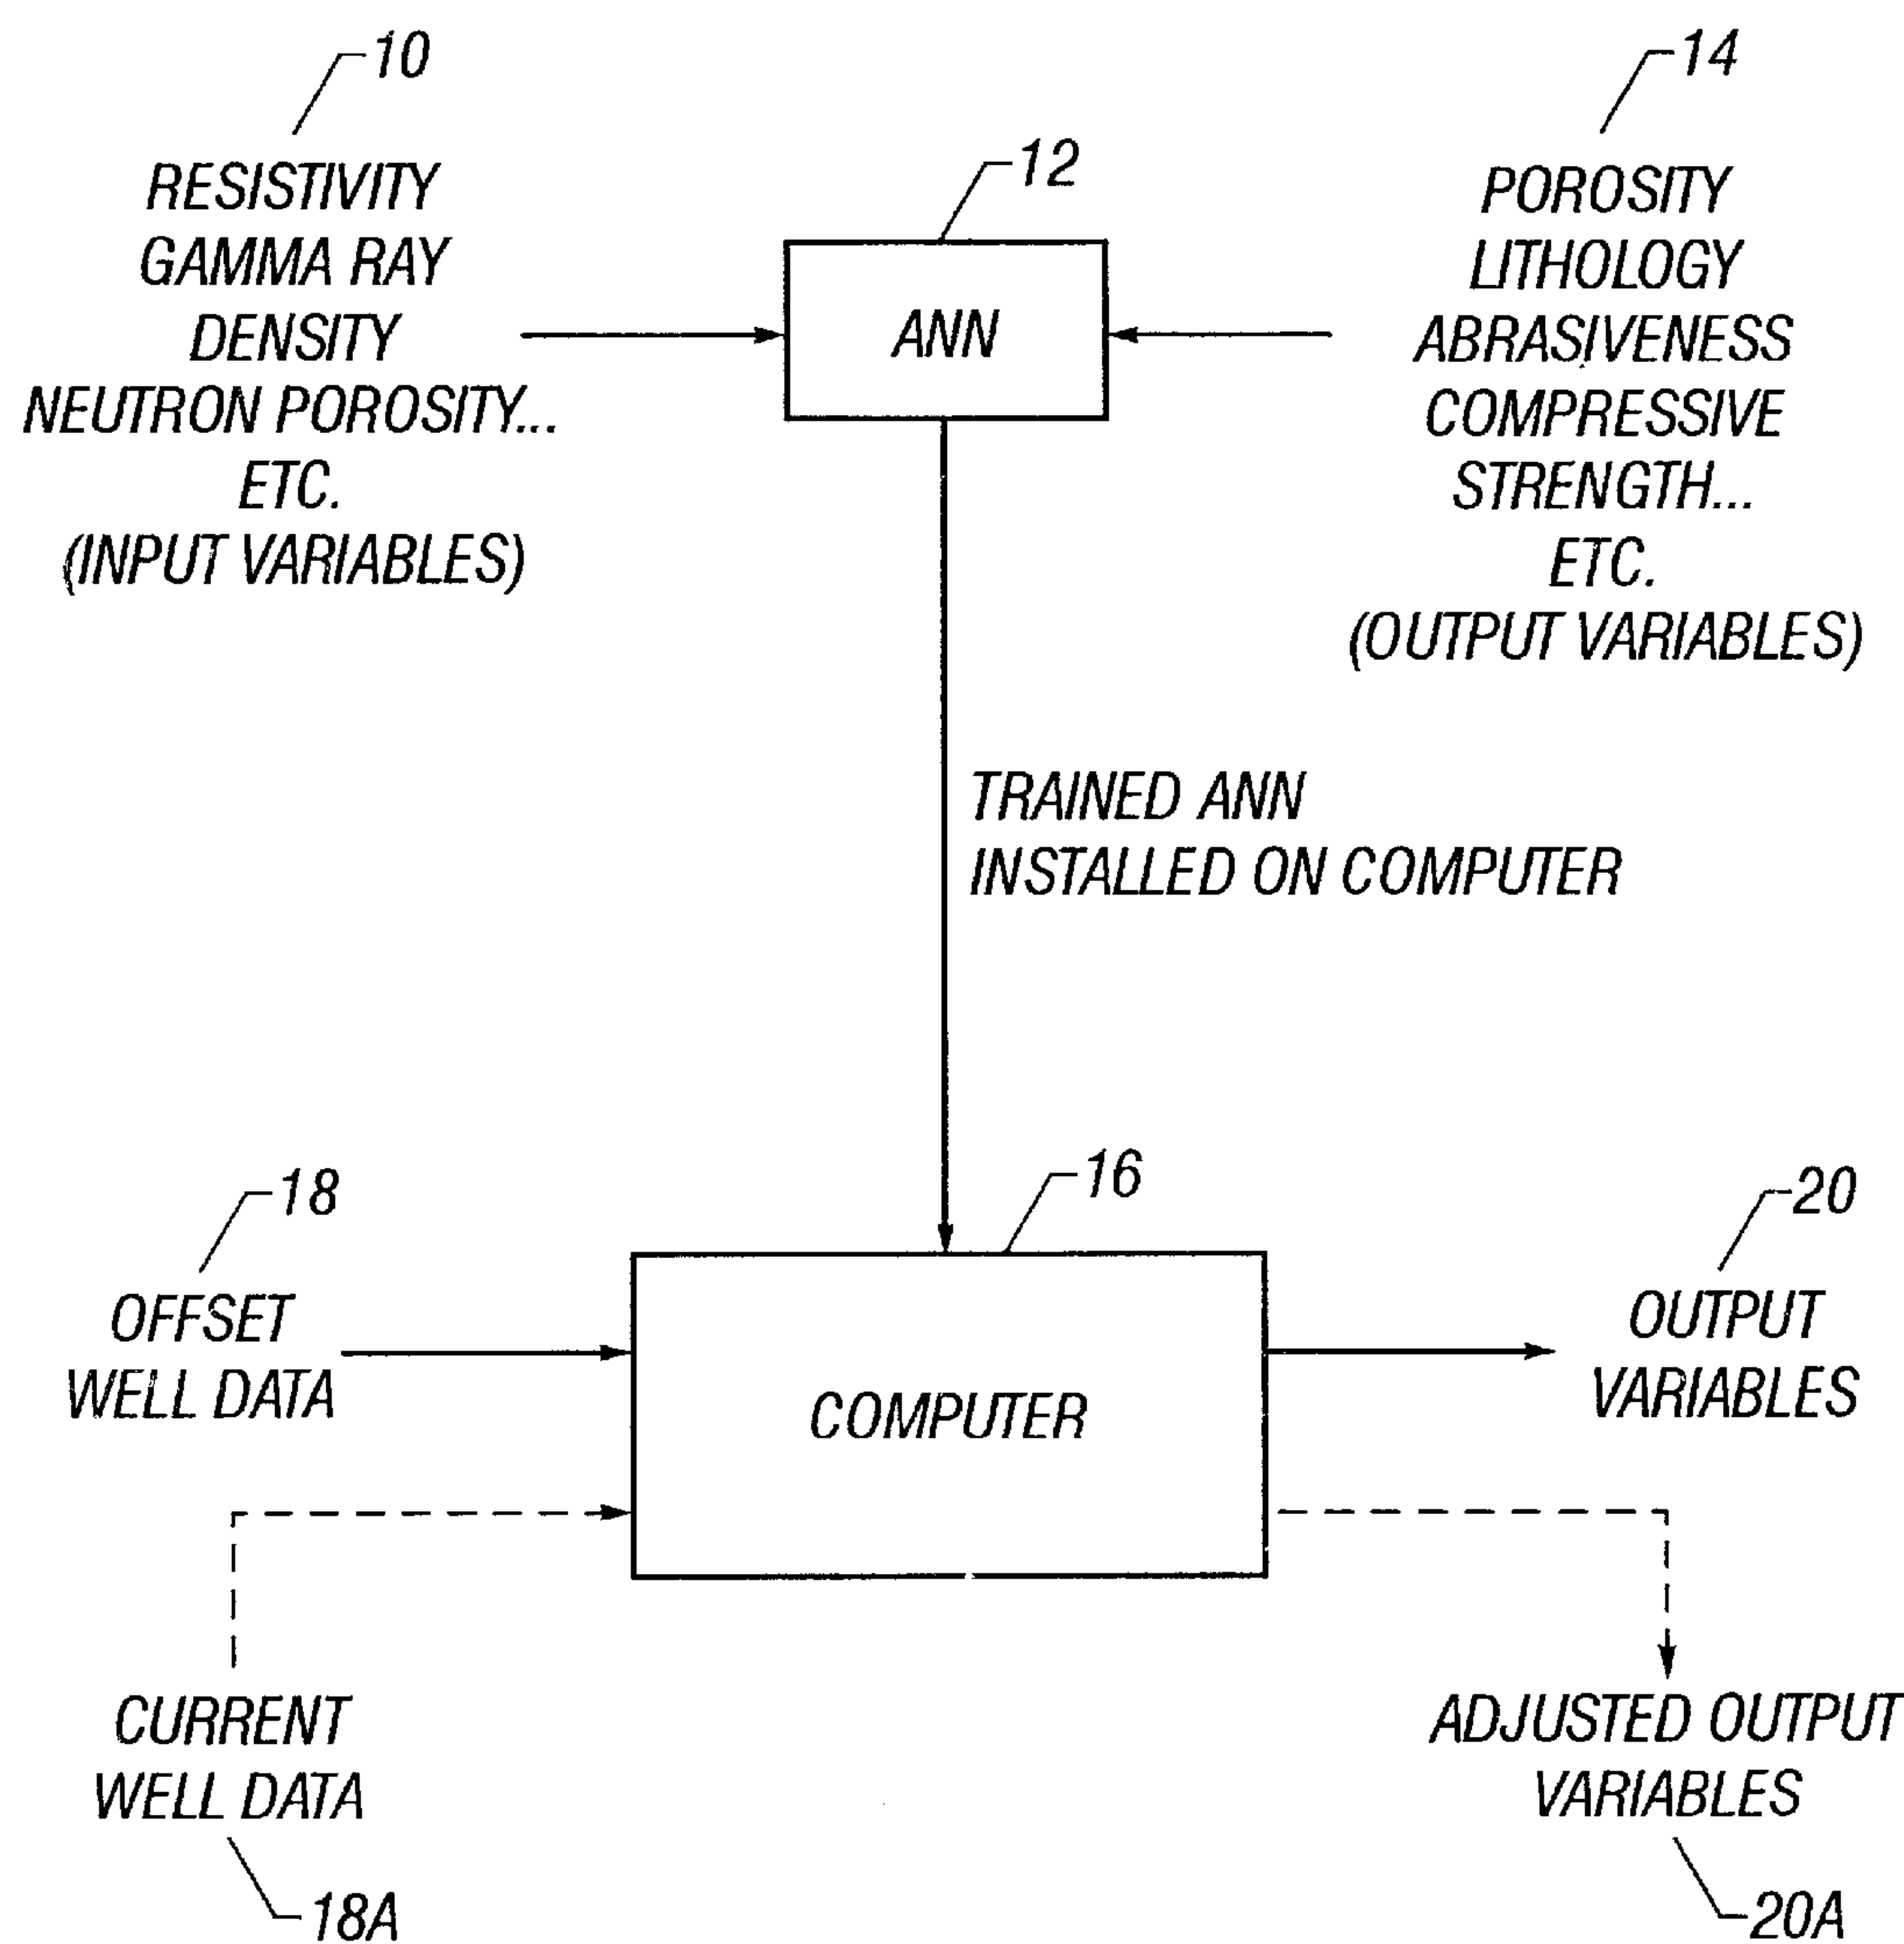 10
RESISTIVITY
GAMMA RAY
DENSITY
NEUTRON POROSITY...
ETC.
(INPUT VARIABLES)
12
ANN
14
POROSITY
LITHOLOGY
ABRASIVENESS
COMPRESSIVE
STRENGTH...
ETC.
(OUTPUT VARIABLES)
TRAINED ANN
INSTALLED ON COMPUTER
18
OFFSET
WELL DATA
16
COMPUTER
20
OUTPUT
VARIABLES
CURRENT
WELL DATA
18A
ADJUSTED OUTPUT
VARIABLES
20A